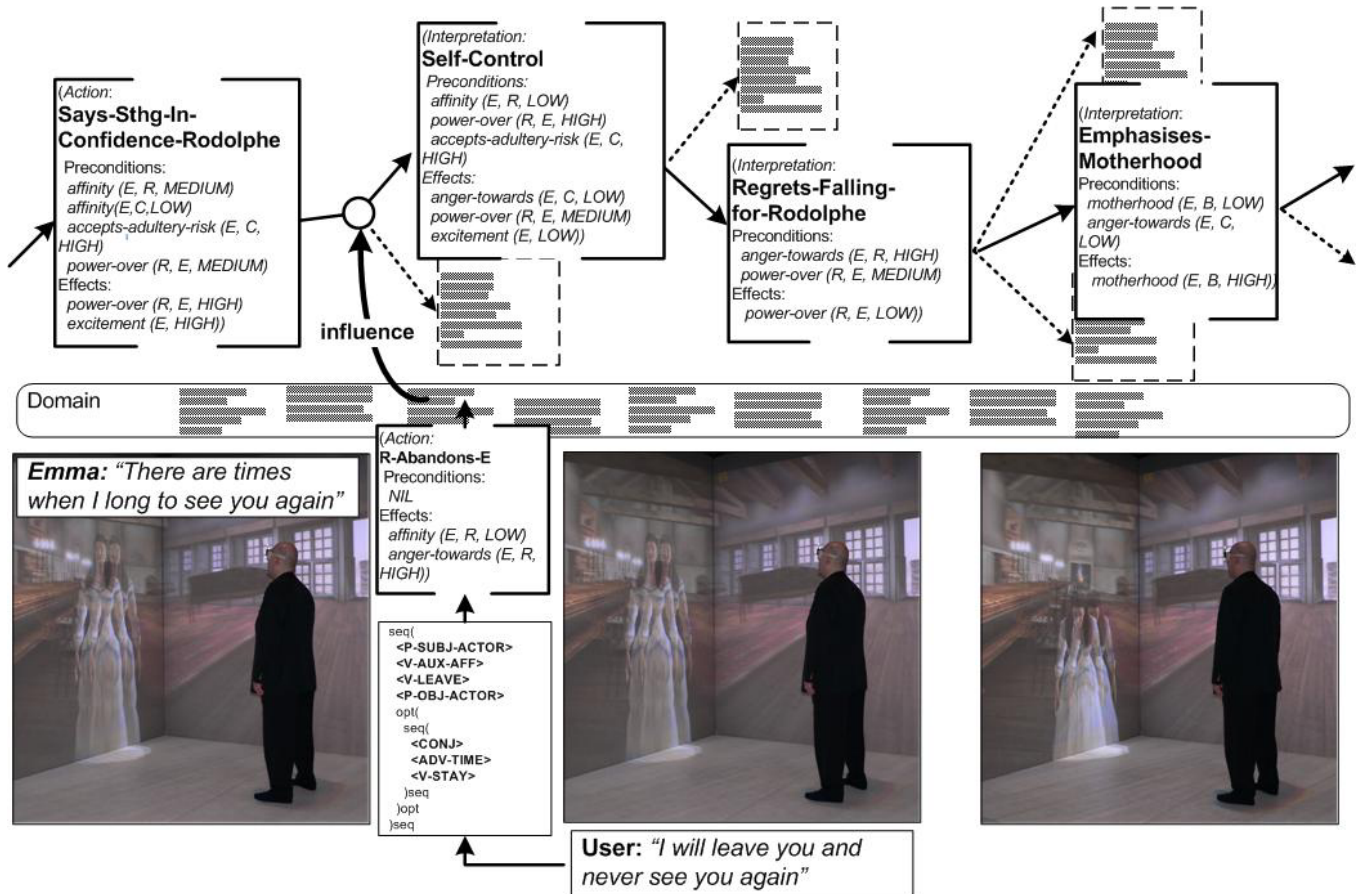 (Action:
Says-Sthg-In-
Confidence-Rodolphe
Preconditions:
affinity (E, R, MEDIUM)
affinity(E,C,LOW)
accepts-adultery-risk (E, C,
HIGH)
power-over (R, E, MEDIUM)
Effects:
power-over (R, E, HIGH)
excitement (E, HIGH))
(Interpretation:
Self-Control
Preconditions:
affinity (E, R, LOW)
power-over (R, E, HIGH)
accepts-adultery-risk (E, C,
HIGH)
Effects:
anger-towards (E, C, LOW)
power-over (R, E, MEDIUM)
excitement (E, LOW))
(Interpretation:
Regrets-Falling-
for-Rodolphe
Preconditions:
anger-towards (E, R, HIGH)
power-over (R, E, MEDIUM)
Effects:
power-over (R, E, LOW))
(Interpretation:
Emphasises-
Motherhood
Preconditions:
motherhood (E, B, LOW)
anger-towards (E, C,
LOW)
Effects:
motherhood (E, B, HIGH))
influence
Domain
(Action:
R-Abandons-E
Preconditions:
NIL
Effects:
affinity (E, R, LOW)
anger-towards (E, R,
HIGH))
Emma: “There are times
when I long to see you again”
seq(
<P-SUBJ-ACTOR>
<V-AUX-AFF>
<V-LEAVE>
<P-OBJ-ACTOR>
opt(
seq(
<CONJ>
<ADV-TIME>
<V-STAY>
)seq
)opt
)seq
User: “I will leave you and
never see you again”